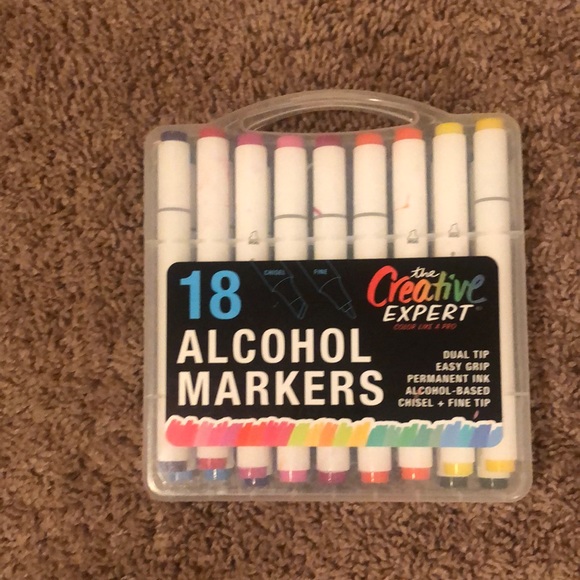 18
CHISEL
FINE
the
Creative
EXPERT
COLOR LIKE A PRO
ALCOHOL
MARKERS
DUAL TIP
EASY GRIP
PERMANENT INK
ALCOHOL-BASED
CHISEL + FINE TIP